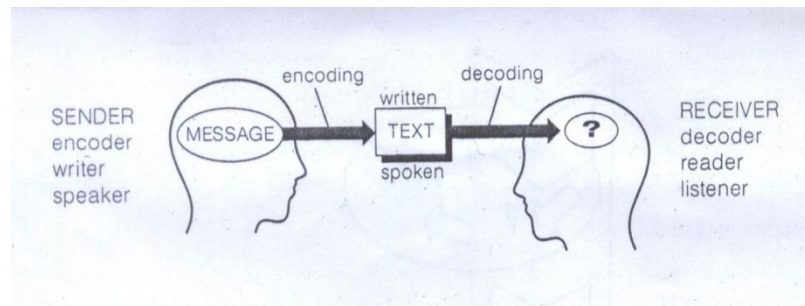 SENDER
encoder
writer
speaker
MESSAGE
encoding
written
TEXT
spoken
decoding
?
RECEIVER
decoder
reader
listener